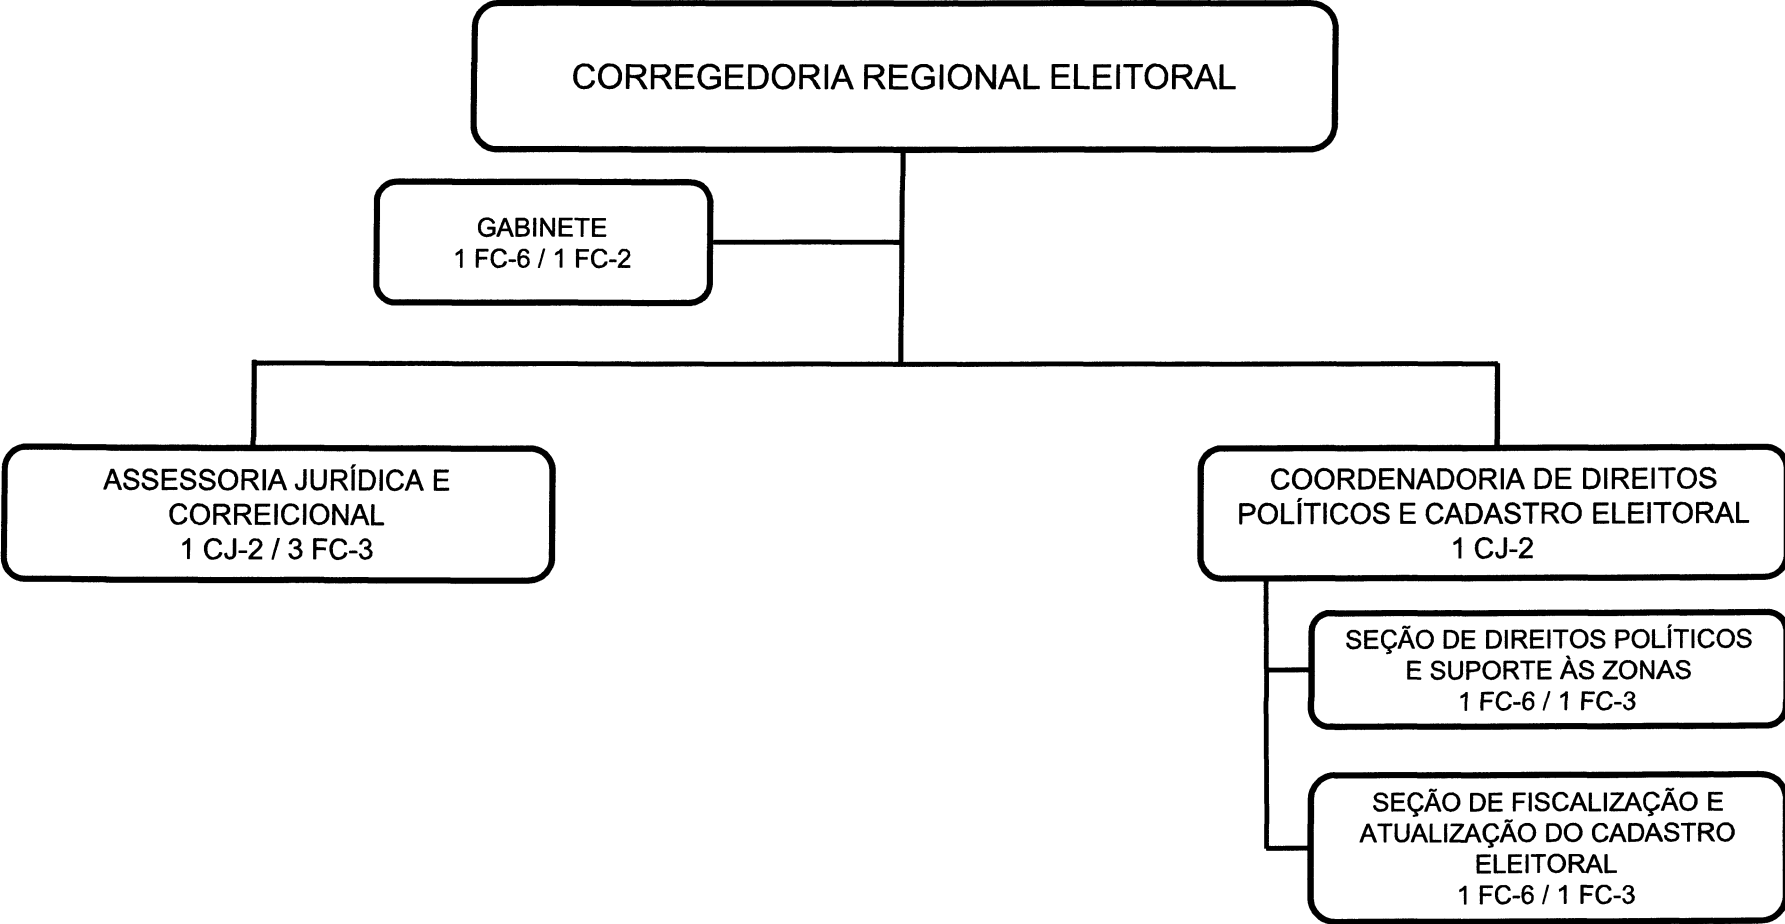 CORREGEDORIA REGIONAL ELEITORAL
GABINETE
1 FC-6 / 1 FC-2
ASSESSORIA JURÍDICA E
CORREICIONAL
1 CJ-2 / 3 FC-3
COORDENADORIA DE DIREITOS
POLÍTICOS E CADASTRO ELEITORAL
1 CJ-2
SEÇÃO DE DIREITOS POLÍTICOS
E SUPORTE ÀS ZONAS
1 FC-6 / 1 FC-3
SEÇÃO DE FISCALIZAÇÃO E
ATUALIZAÇÃO DO CADASTRO
ELEITORAL
1 FC-6 / 1 FC-3